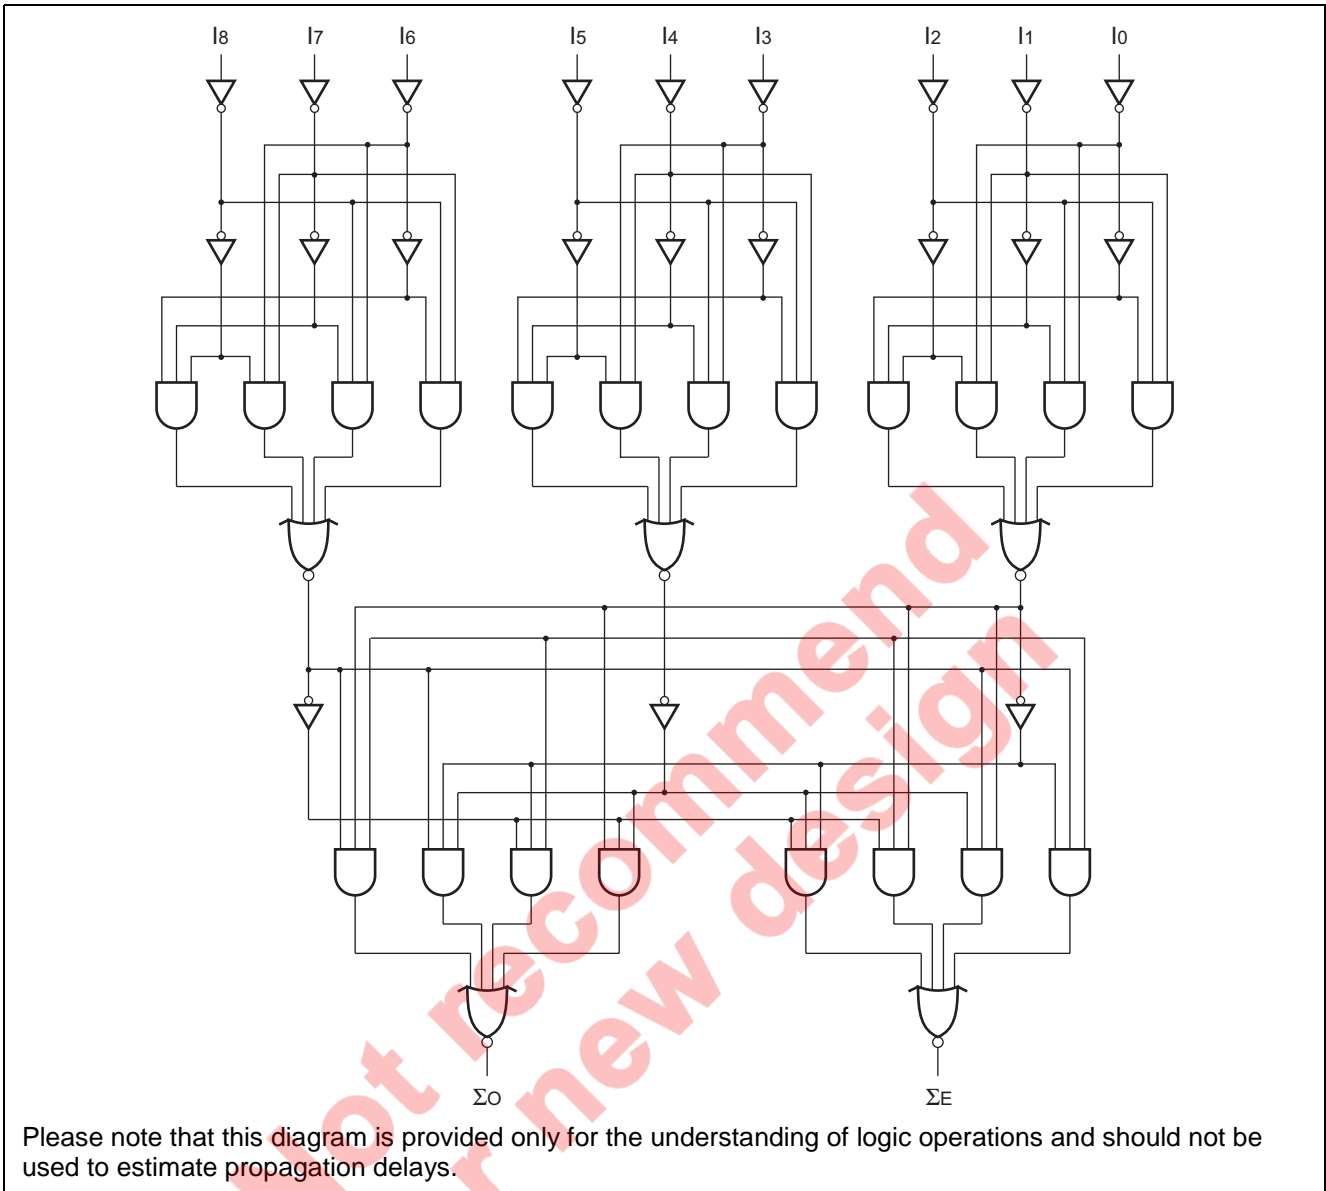 I8 I7 I6 I5 I4 I3 I2 I1 I0
Not recommend
r new design
ΣO ΣE
Please note that this diagram is provided only for the understanding of logic operations and should not be
used to estimate propagation delays.